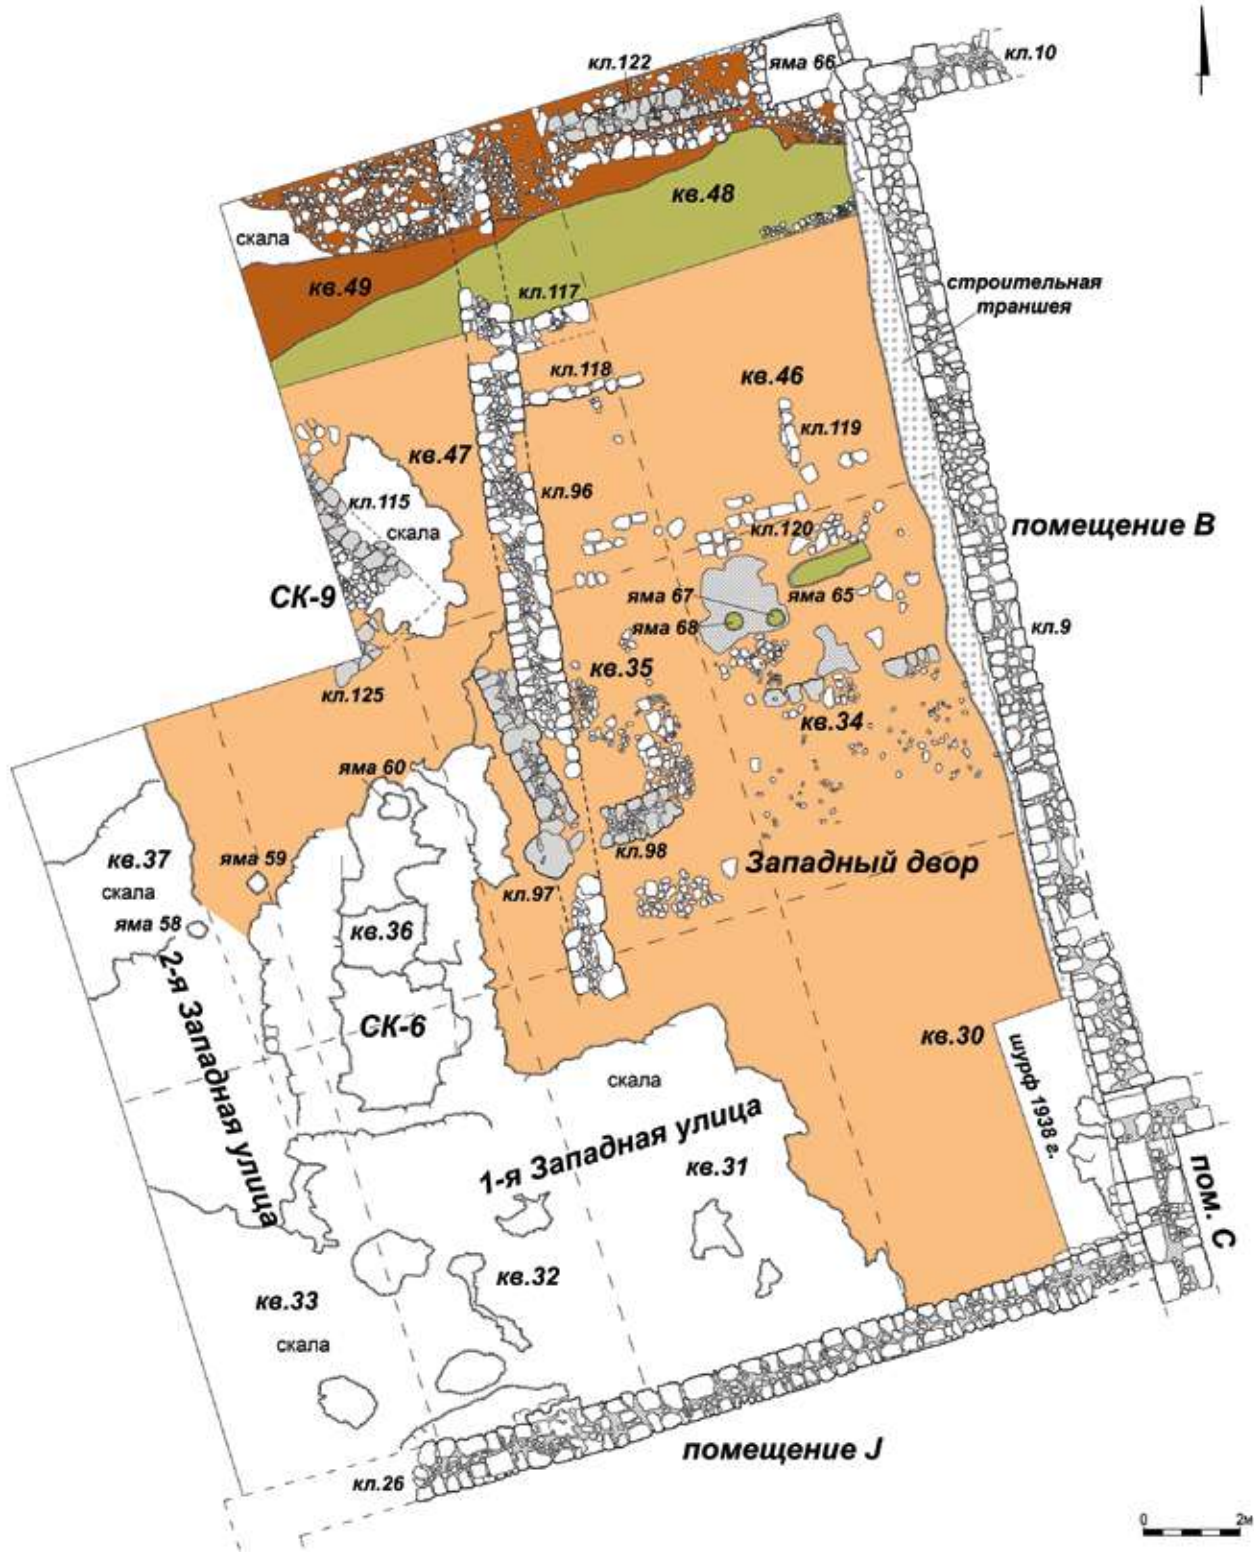 кл.10
кл.122
яма 66
кв.48
скала
кв.49
кл.117
строительная
траншея
кл.118
кв.46
кл.119
кв.47
кл.96
кл.115
скала
кл.120
помещение В
СК-9
яма 67
яма 65
яма 68
кл.9
кв.35
кл.125
кв.34
яма 60
кв.37
яма 59
кл.98
Западный двор
скала
кл.97
яма 58
кв.36
2-я Западная улица
СК-6
кв.30
шурф 1938 г.
скала
1-я Западная улица
кв.31
пом. С
кв.32
кв.33
скала
помещение J
кл.26
0 2м